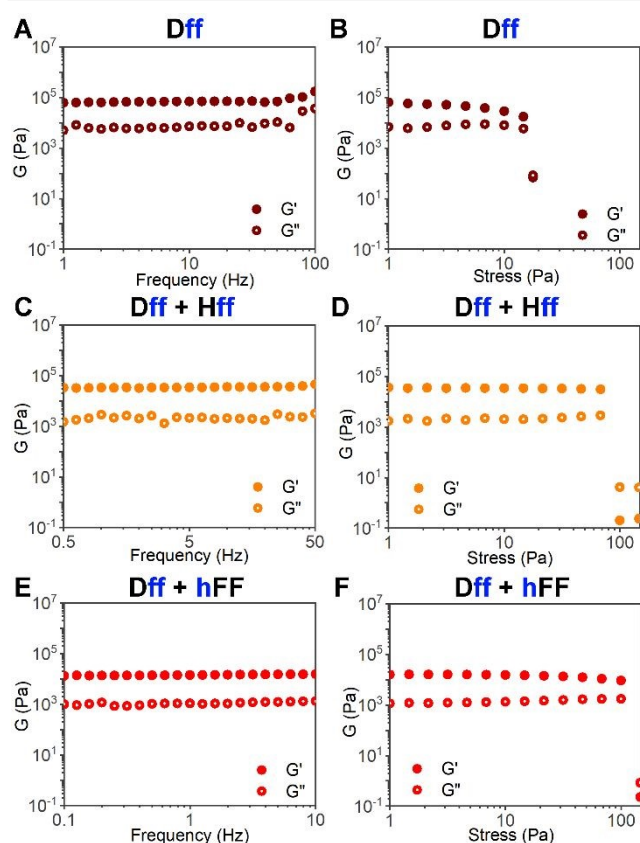 A
Dff
G (Pa)
10^7
10^5
10^3
10^1
10^-1
G'
G"
1
10
100
Frequency (Hz)
B
Dff
G (Pa)
10^7
10^5
10^3
10^1
10^-1
G'
G"
1
10
100
Stress (Pa)
C
Dff + Hff
G (Pa)
10^7
10^5
10^3
10^1
10^-1
G'
G"
0.5
5
50
Frequency (Hz)
D
Dff + Hff
G (Pa)
10^7
10^5
10^3
10^1
10^-1
G'
G"
1
10
100
Stress (Pa)
E
Dff + hFF
G (Pa)
10^7
10^5
10^3
10^1
10^-1
G'
G"
0.1
1
10
Frequency (Hz)
F
Dff + hFF
G (Pa)
10^7
10^5
10^3
10^1
10^-1
G'
G"
1
10
100
Stress (Pa)